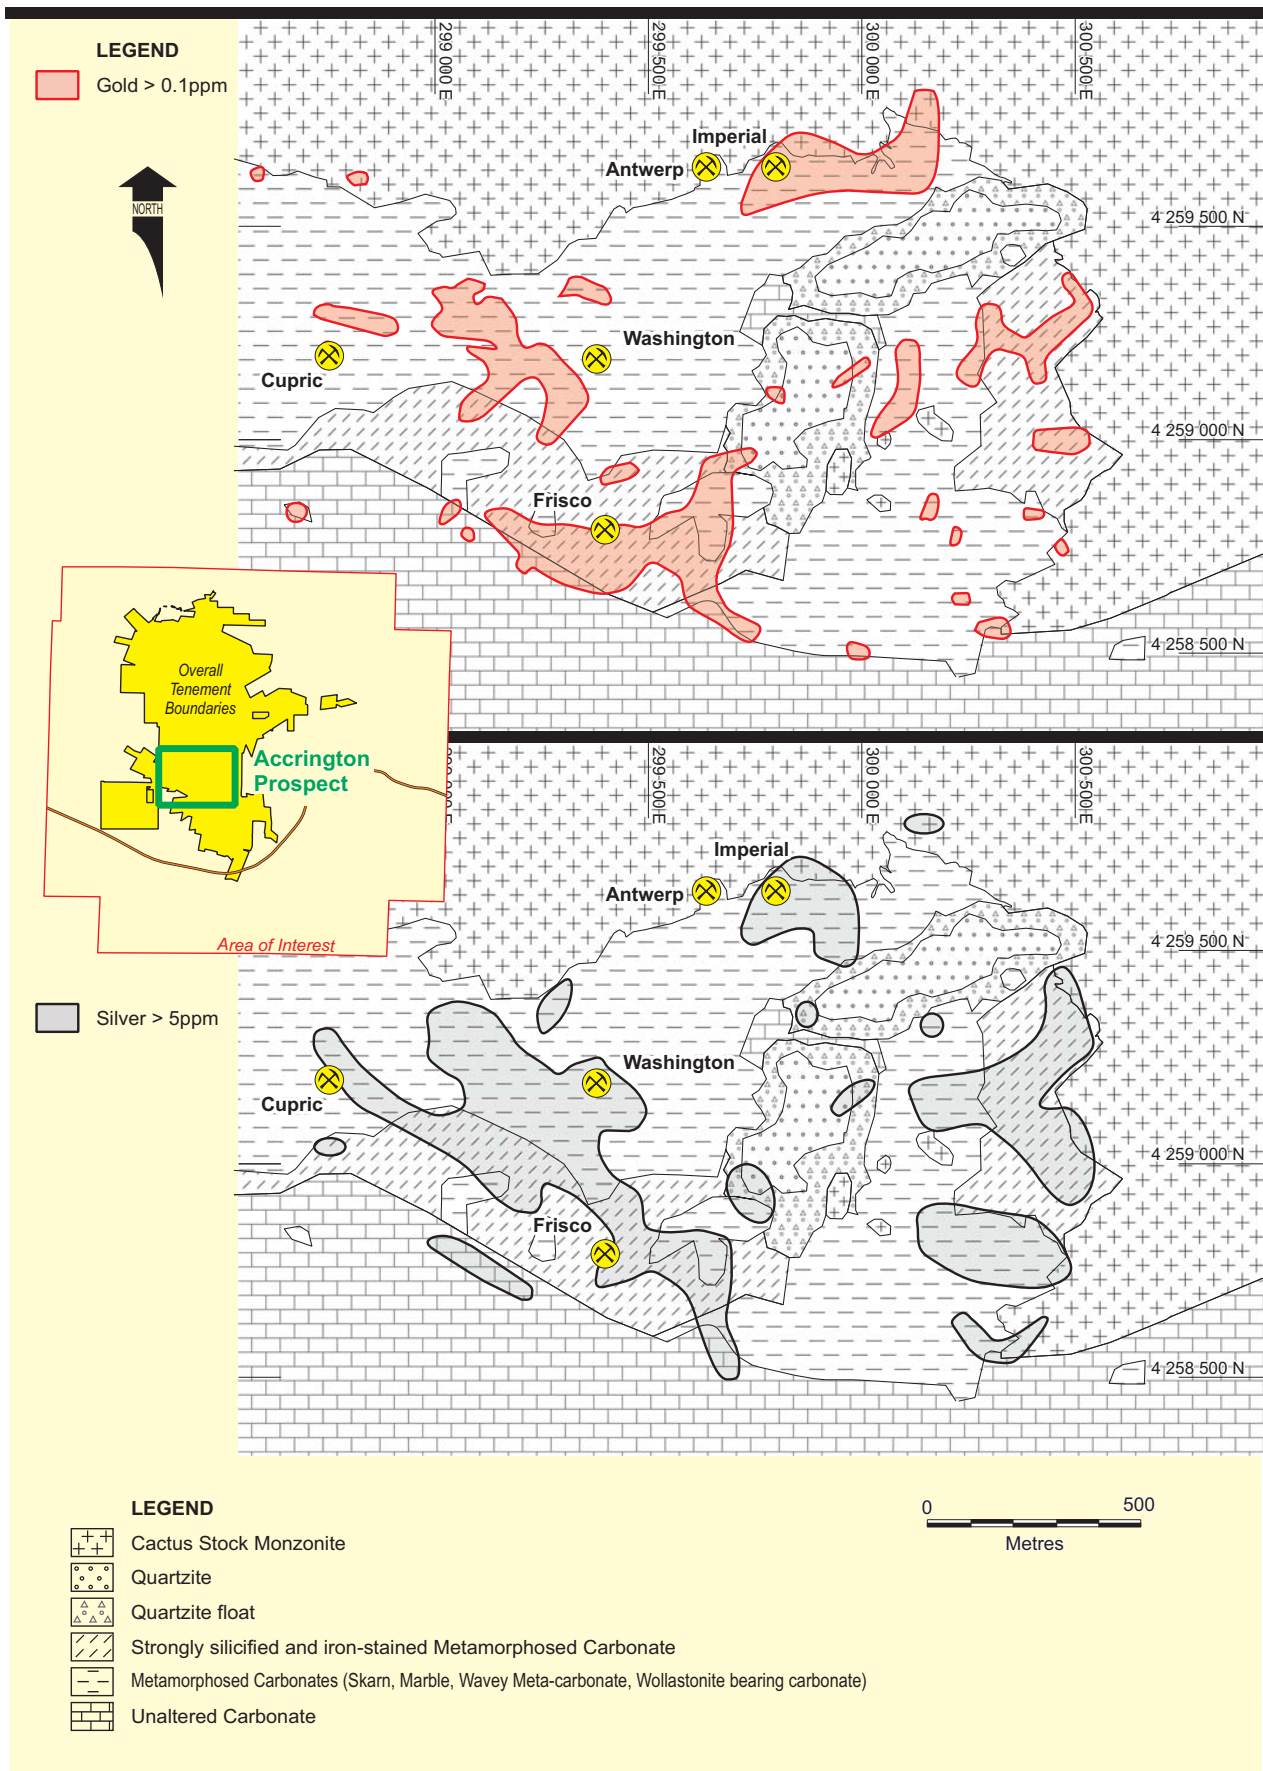 LEGEND
Gold > 0.1ppm
NORTH
299 000 E
299 500 E
300 000 E
300 500 E
Imperial
Antwerp
4 259 500 N
Washington
Cupric
4 259 000 N
Frisco
4 258 500 N
Overall
Tenement
Boundaries
Accrington
Prospect
Area of Interest
299 500 E
300 000 E
300 500 E
Imperial
Antwerp
4 259 500 N
Silver > 5ppm
Washington
Cupric
4 259 000 N
Frisco
4 258 500 N
LEGEND
Cactus Stock Monzonite
Quartzite
Quartzite float
Strongly silicified and iron-stained Metamorphosed Carbonate
Metamorphosed Carbonates (Skarn, Marble, Wavey Meta-carbonate, Wollastonite bearing carbonate)
Unaltered Carbonate
0 500
Metres